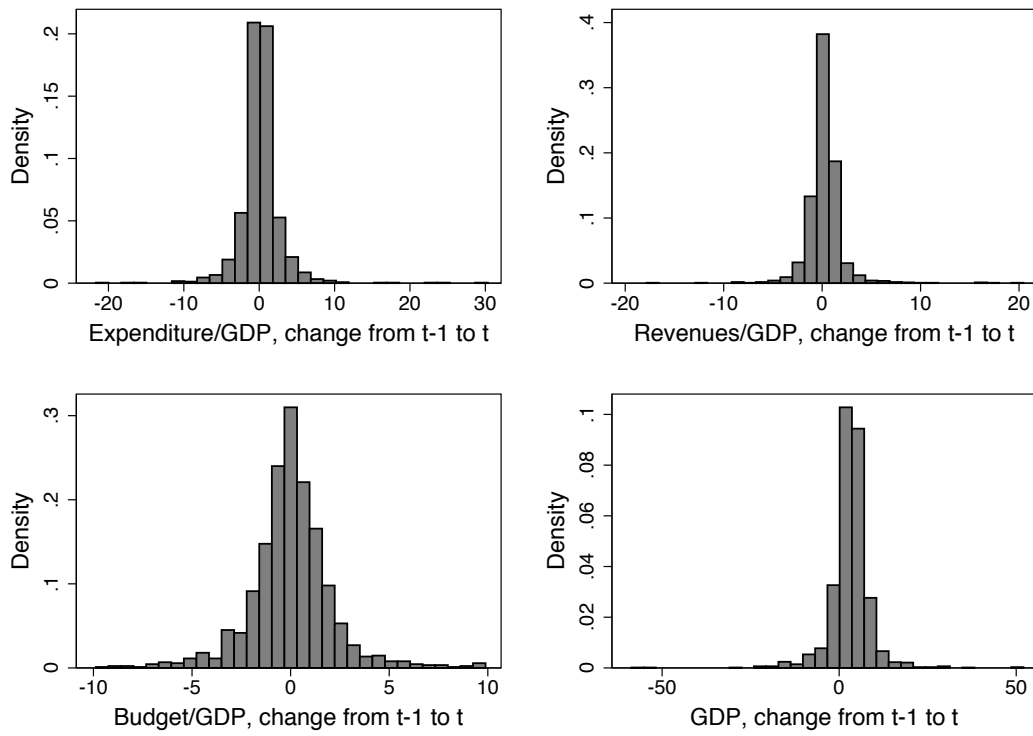 Density
0 .05 .1 .15 .2
-20 -10 0 10 20 30
Expenditure/GDP, change from t-1 to t
Density
0 .1 .2 .3 .4
-20 -10 0 10 20
Revenues/GDP, change from t-1 to t
Density
0 .1 .2 .3
-10 -5 0 5 10
Budget/GDP, change from t-1 to t
Density
0 .02 .04 .06 .08 .1
-50 0 50
GDP, change from t-1 to t